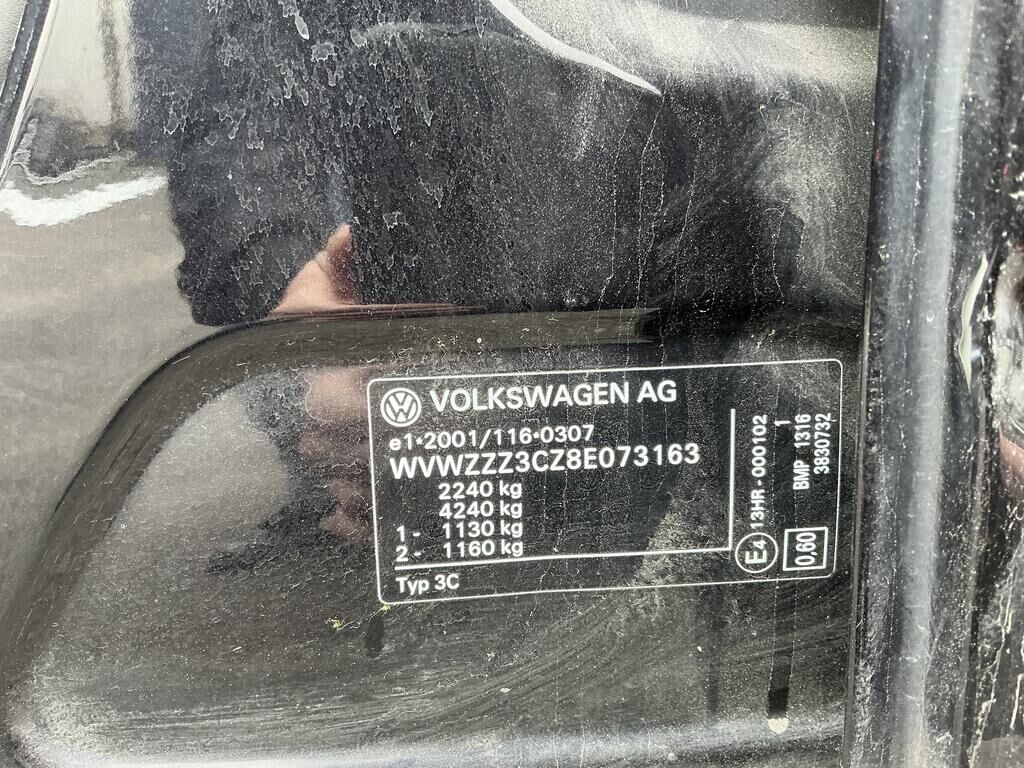 VOLKSWAGEN AG
e1*2001/116*0307
WVWZZZ3CZ8E073163
2240 kg
4240 kg
1- 1130 kg
2- 1160 kg
Typ 3C
E4 13HR-000102
1
BMP 1316
3830732
0,60